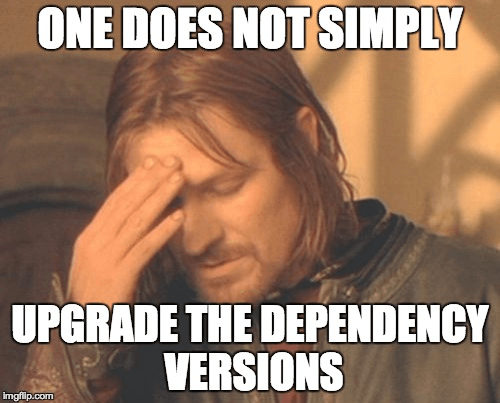 ONE DOES NOT SIMPLY
UPGRADE THE DEPENDENCY
VERSIONS
imgflip.com